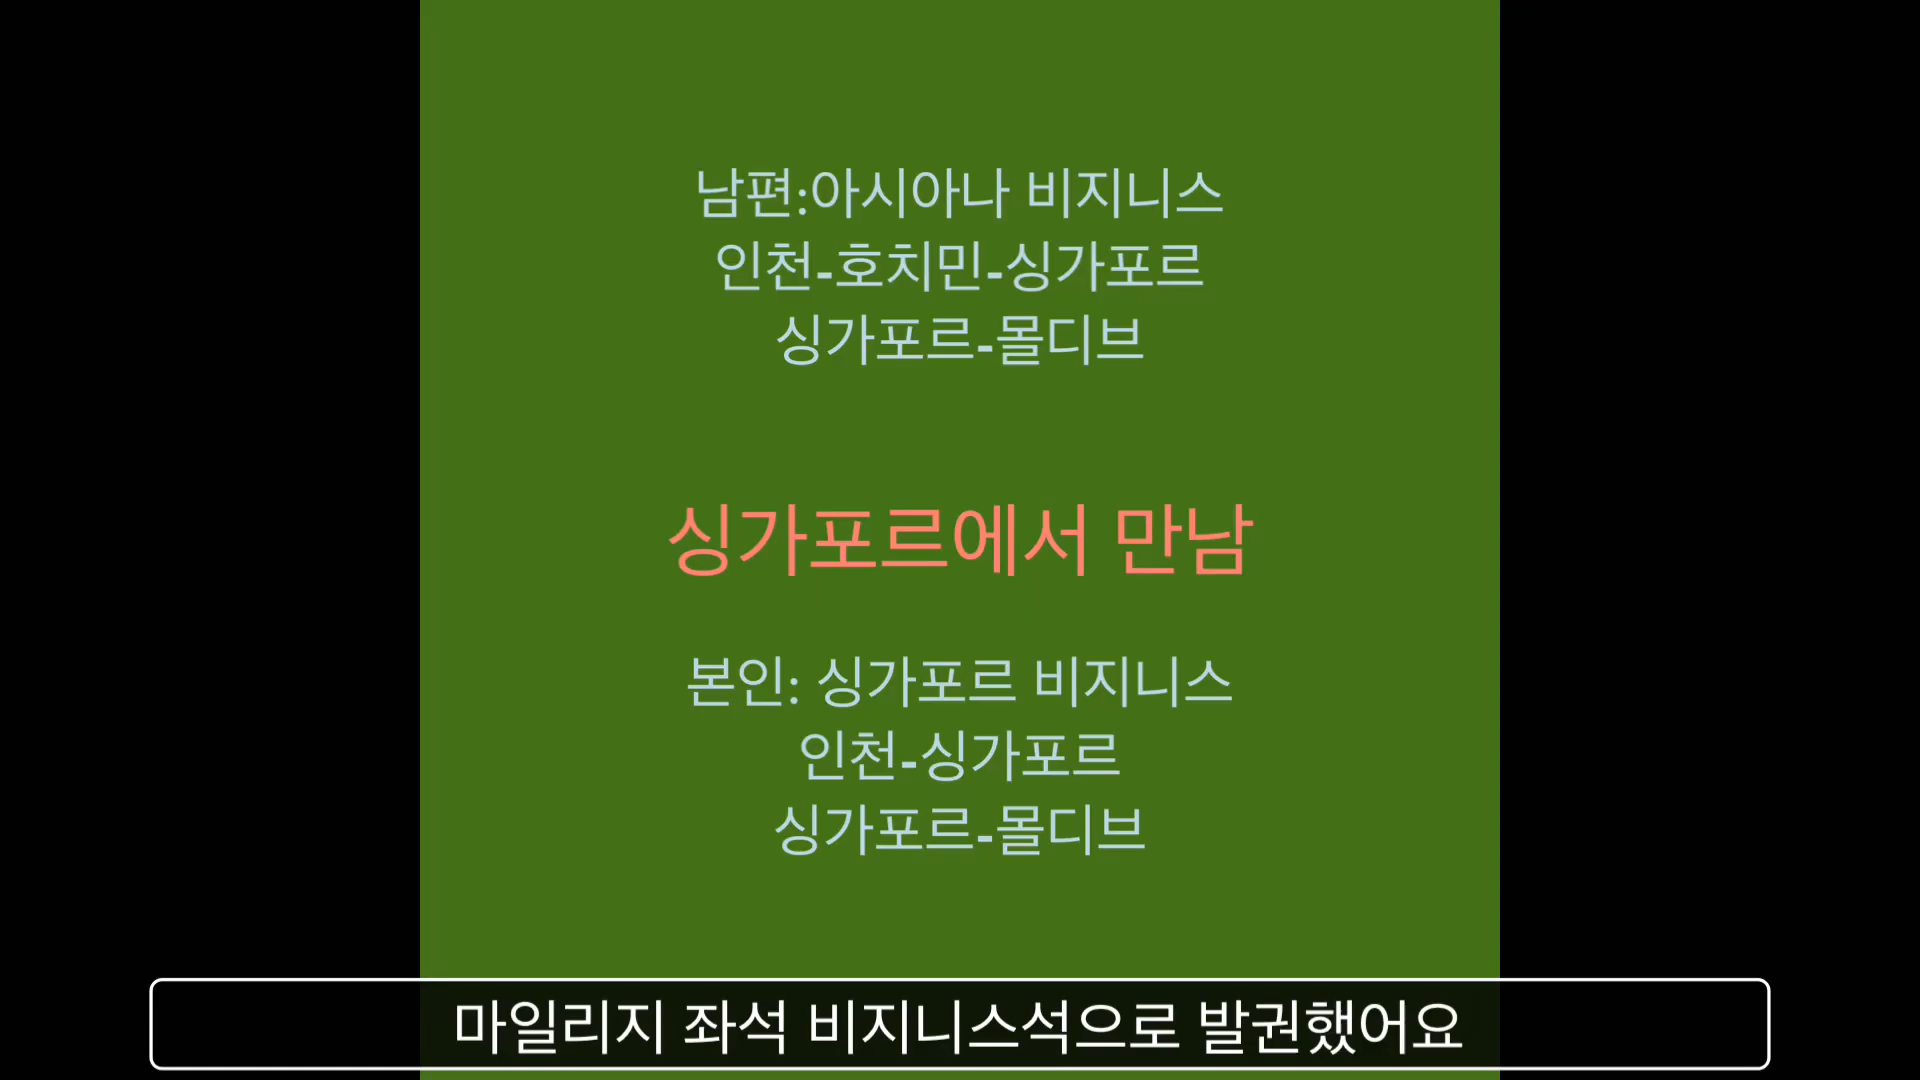 남편:아시아나 비지니스
인천-호치민-싱가포르
싱가포르-몰디브
싱가포르에서 만남
본인: 싱가포르 비지니스
인천-싱가포르
싱가포르-몰디브
마일리지 좌석 비지니스석으로 발권했어요